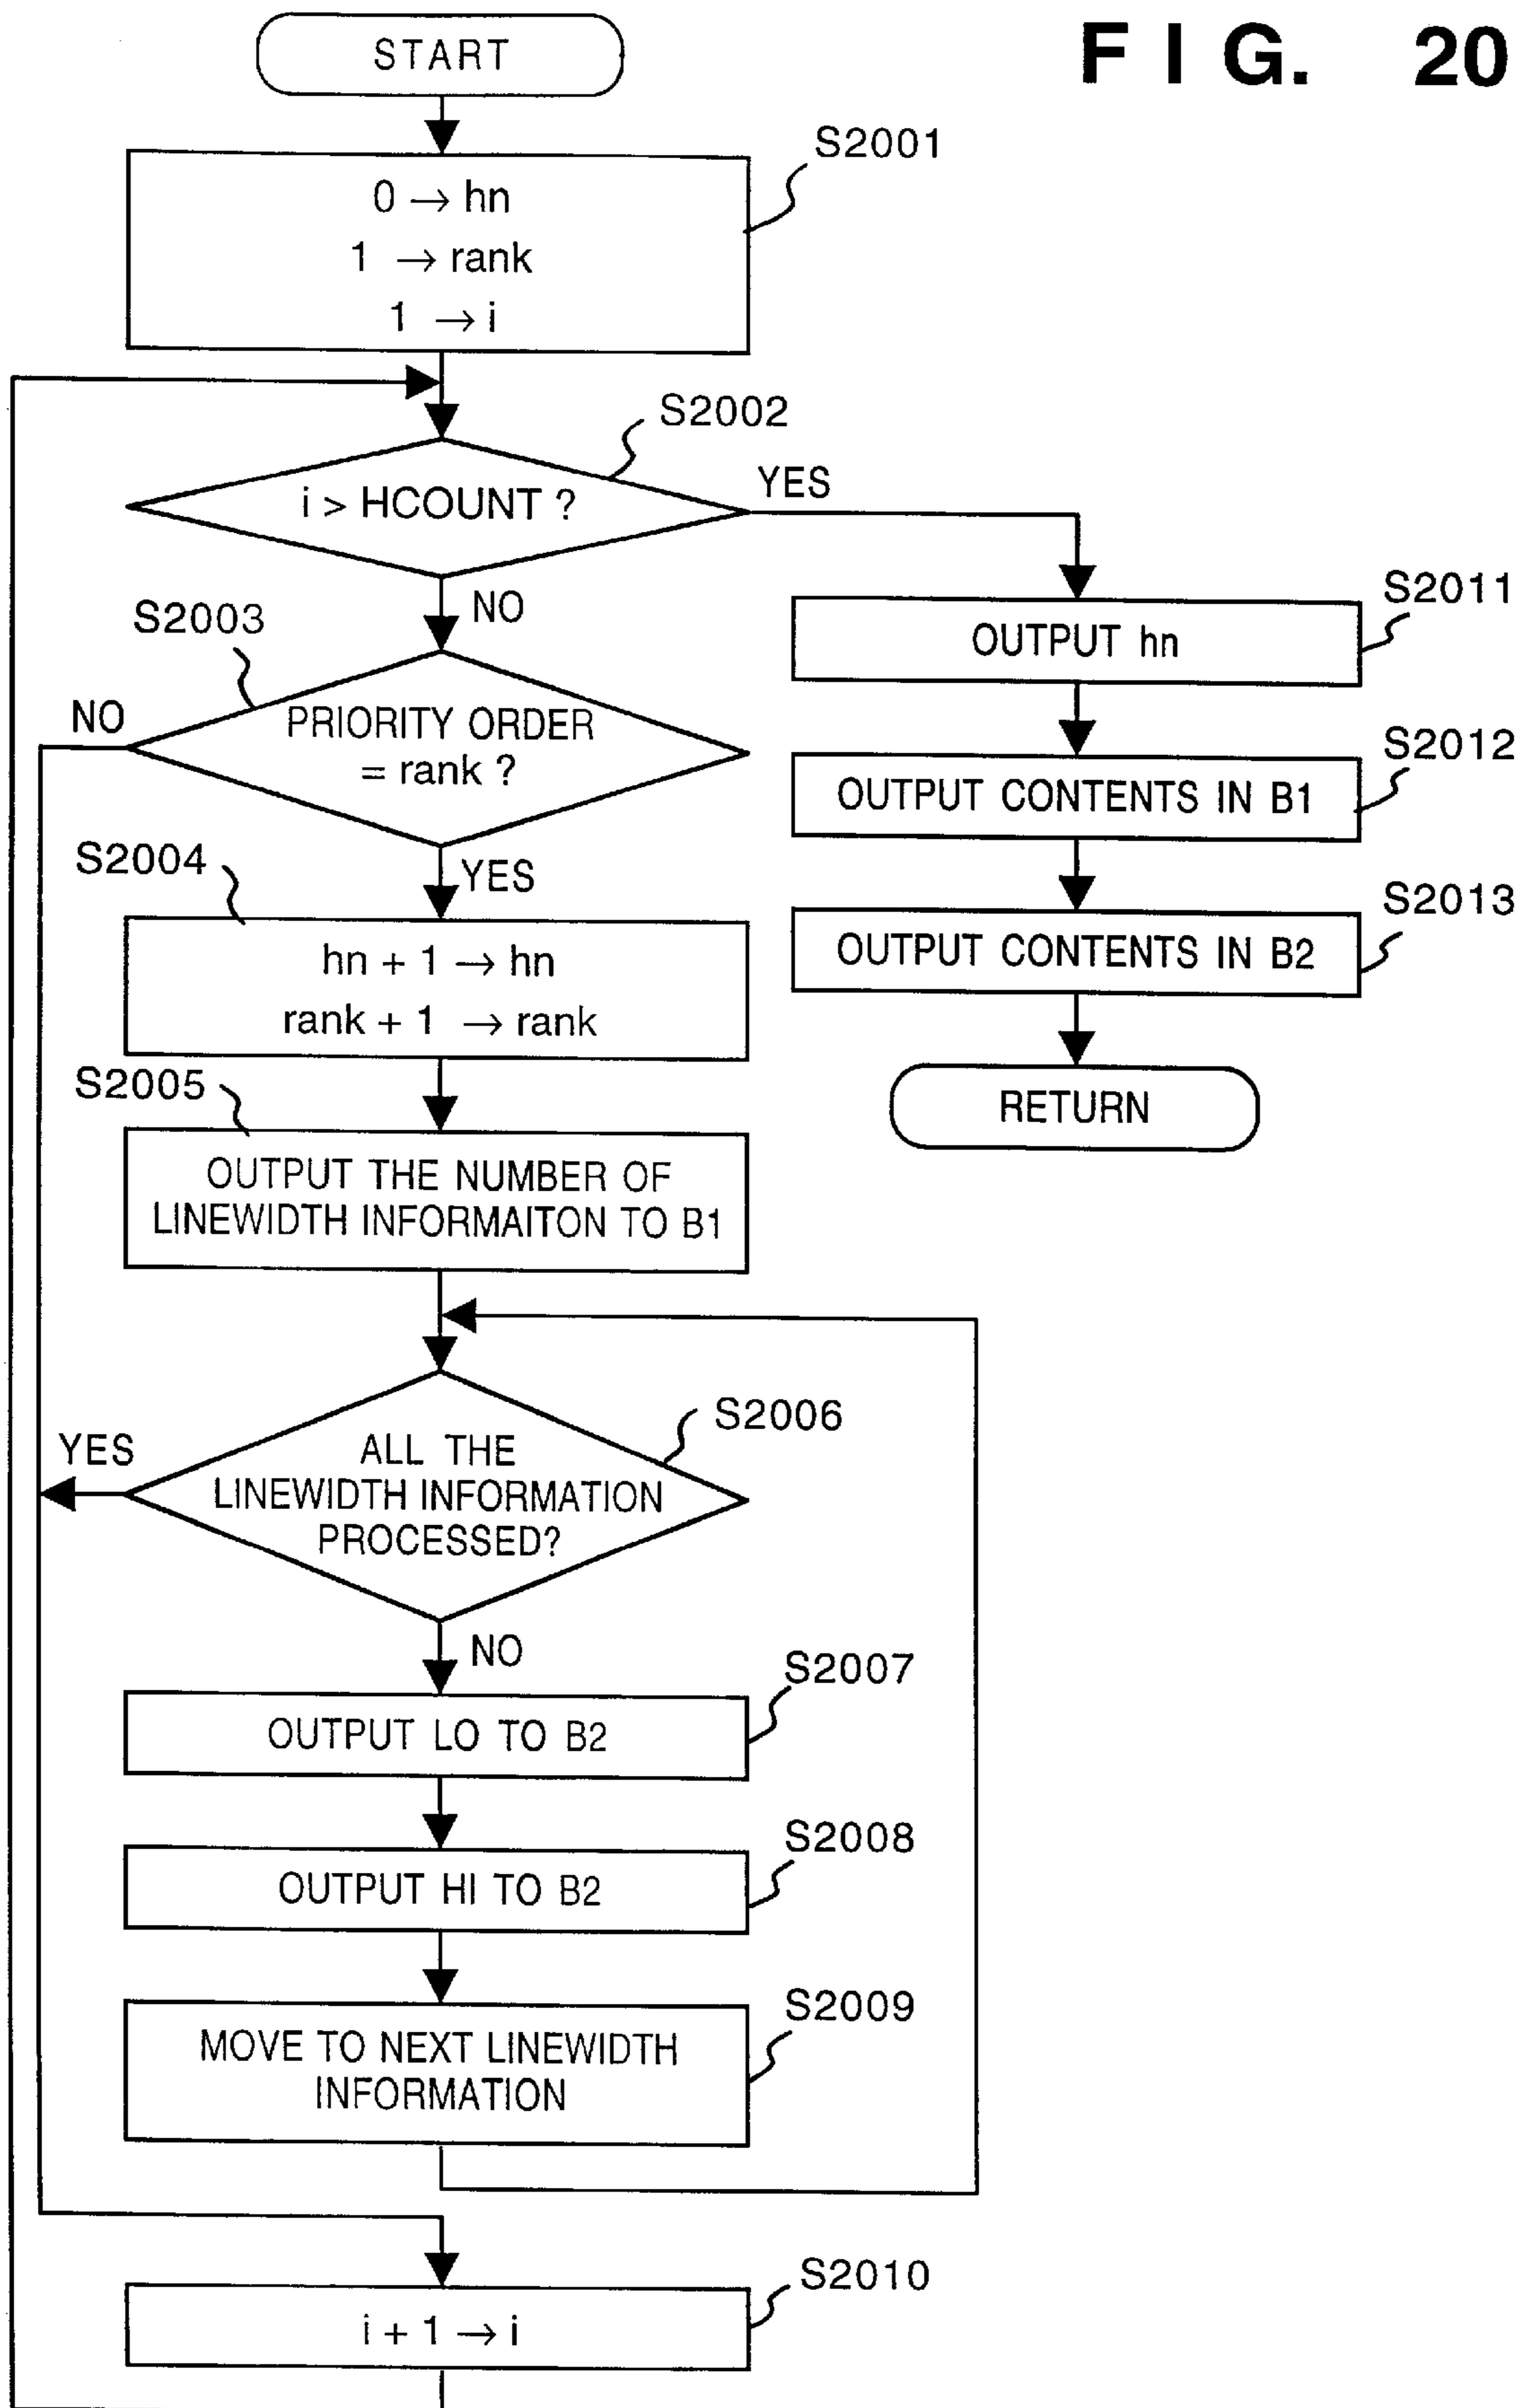 FIG. 20
START
S2001
0 → hn
1 → rank
1 → i
S2002
i > HCOUNT ?
YES
NO
S2003
NO
PRIORITY ORDER
= rank ?
YES
S2004
hn + 1 → hn
rank + 1 → rank
S2005
OUTPUT THE NUMBER OF
LINEWIDTH INFORMAITON TO B1
S2006
YES
ALL THE
LINEWIDTH INFORMATION
PROCESSED?
NO
S2007
OUTPUT LO TO B2
S2008
OUTPUT HI TO B2
S2009
MOVE TO NEXT LINEWIDTH
INFORMATION
S2010
i + 1 → i
S2011
OUTPUT hn
S2012
OUTPUT CONTENTS IN B1
S2013
OUTPUT CONTENTS IN B2
RETURN